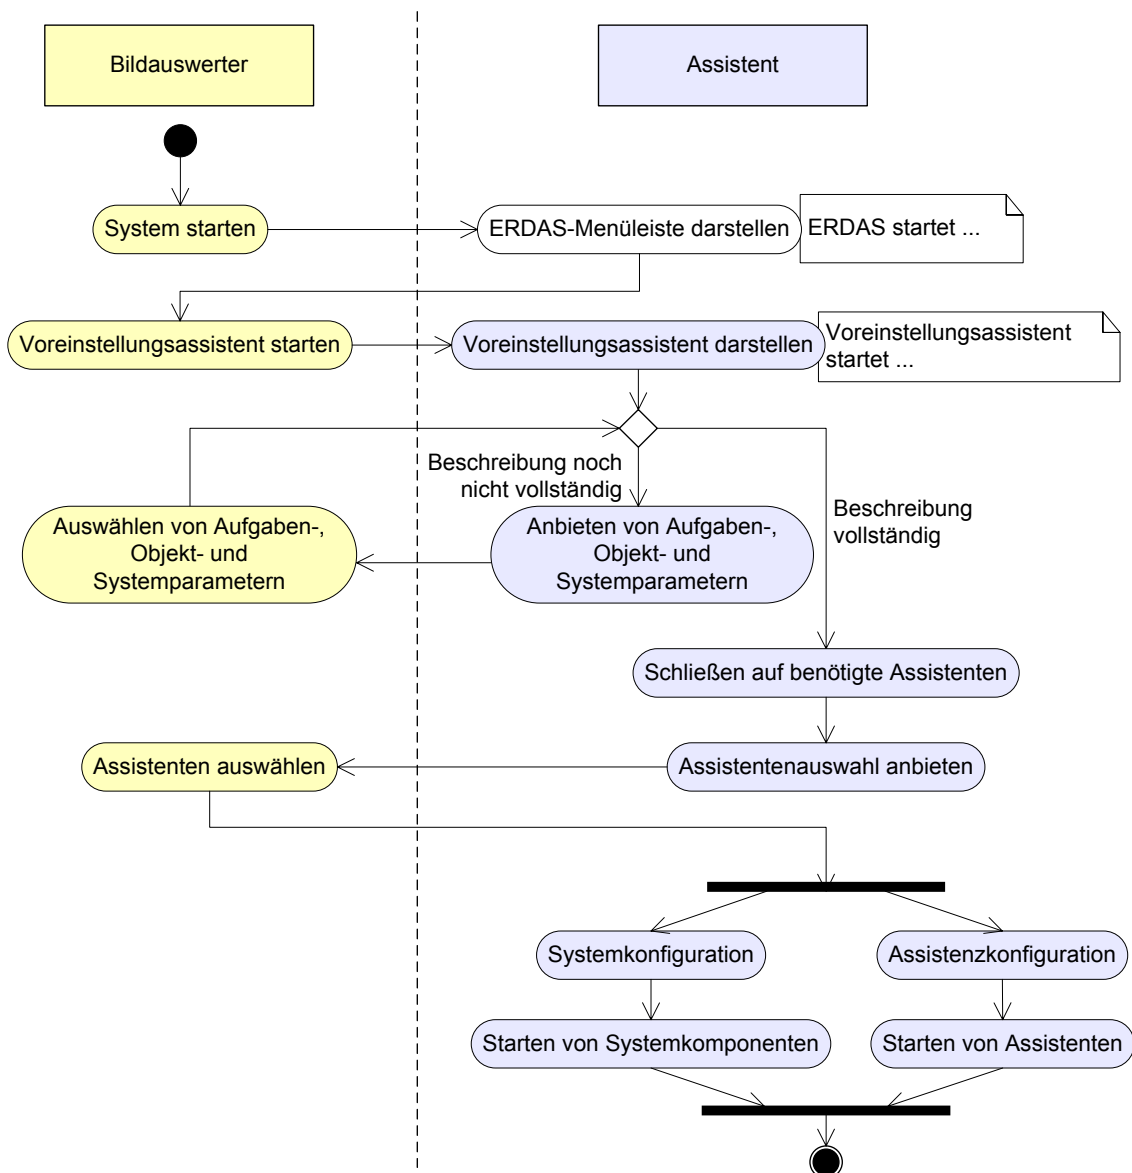 Bildauswerter
Assistent
System starten
ERDAS-Menüleiste darstellen
ERDAS startet ...
Voreinstellungsassistent starten
Voreinstellungsassistent darstellen
Voreinstellungsassistent
startet ...
Beschreibung noch
nicht vollständig
Beschreibung
vollständig
Auswählen von Aufgaben-,
Objekt- und
Systemparametern
Anbieten von Aufgaben-,
Objekt- und
Systemparametern
Schließen auf benötigte Assistenten
Assistenten auswählen
Assistentenauswahl anbieten
Systemkonfiguration
Assistenzkonfiguration
Starten von Systemkomponenten
Starten von Assistenten